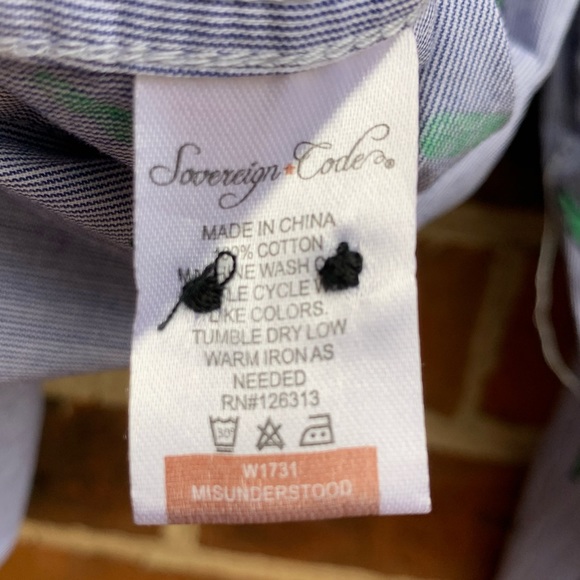 Sovereign Code®
MADE IN CHINA
% COTTON
WASH
CYCLE
LIKE COLORS.
TUMBLE DRY LOW
WARM IRON AS
NEEDED
RN#126313
30°
W1731
MISUNDERSTOOD